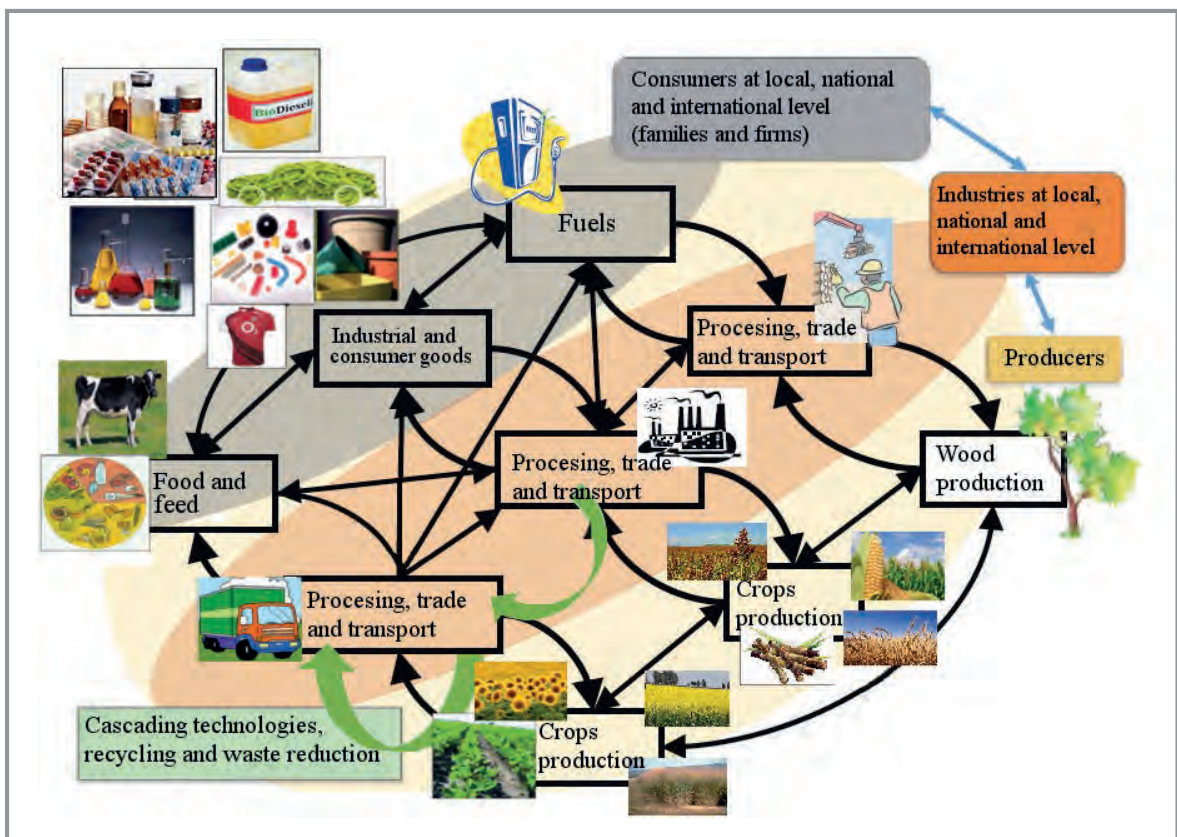 Consumers at local, national
and international level
(families and firms)
BioDiesel
Fuels
Industries at local,
national and
international level
Industrial and
consumer goods
Procesing, trade
and transport
Producers
O2
Food and
feed
Procesing, trade
and transport
Wood
production
Procesing, trade
and transport
Crops
production
Cascading technologies,
recycling and waste reduction
Crops
production